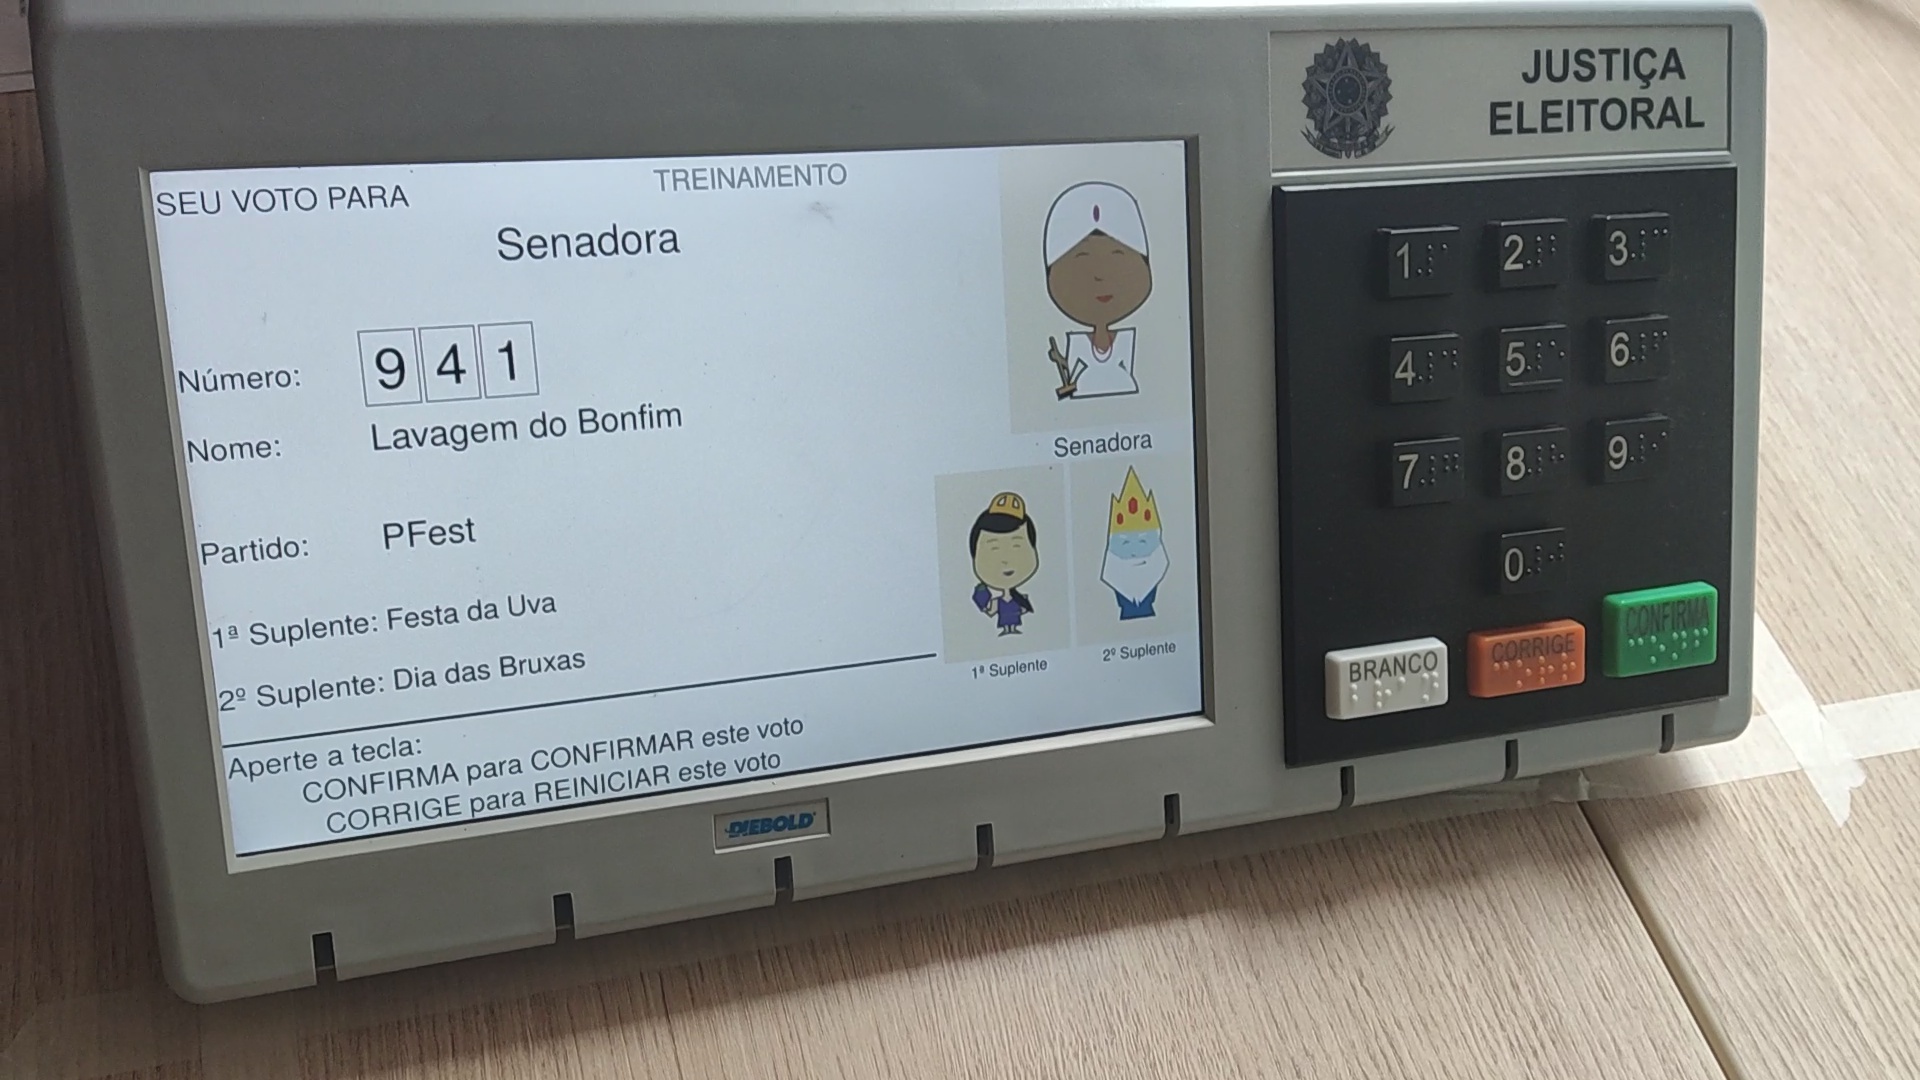 SEU VOTO PARA
TREINAMENTO
Senadora
Número: 9 4 1
Nome: Lavagem do Bonfim
Partido: PFest
1ª Suplente: Festa da Uva
2º Suplente: Dia das Bruxas
Senadora
1ª Suplente
2º Suplente
Aperte a tecla:
CONFIRMA para CONFIRMAR este voto
CORRIGE para REINICIAR este voto
DIEBOLD
JUSTIÇA
ELEITORAL
1 2 3
4 5 6
7 8 9
0
BRANCO CORRIGE CONFIRMA